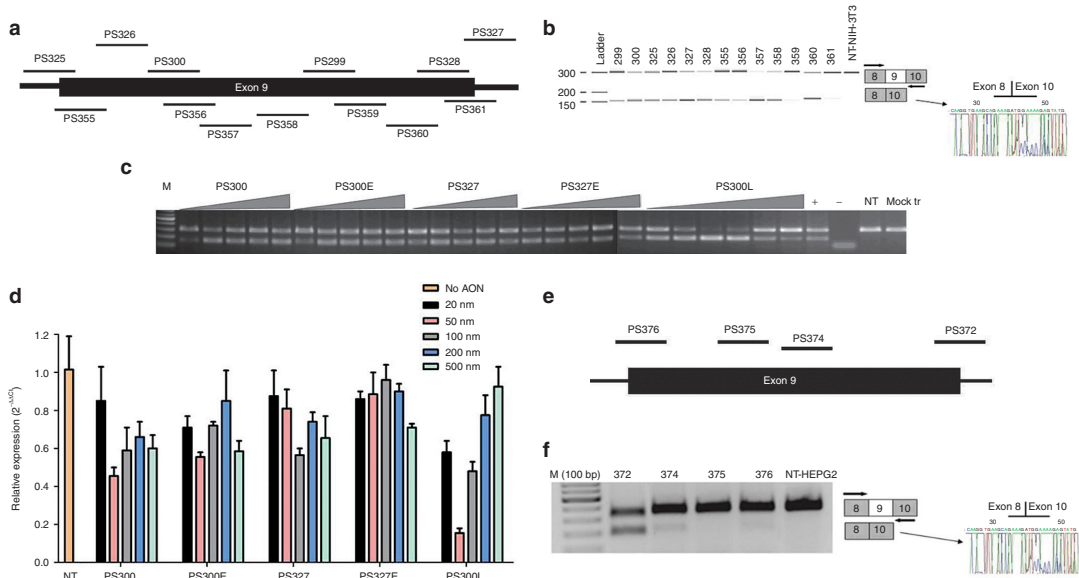 a
PS325
PS326
PS300
PS299
PS328
PS327
Exon 9
PS355
PS356
PS357
PS358
PS359
PS360
PS361
b
Ladder
299
300
325
326
327
328
355
356
357
358
359
360
361
NT-NIH-3T3
300
200
150
8 9 10
8 10
Exon 8 Exon 10
30 50
c
M PS300 PS300E PS327 PS327E PS300L + – NT Mock tr
d
No AON
20 nm
50 nm
100 nm
200 nm
500 nm
Relative expression (2⁻ΔΔCt)
1.2
1.0
0.8
0.6
0.4
0.2
0.0
NT PS300 PS300E PS327 PS327E PS300L
e
PS376
PS375
PS374
PS372
Exon 9
f
M (100 bp) 372 374 375 376 NT-HEPG2
8 9 10
8 10
Exon 8 Exon 10
30 50